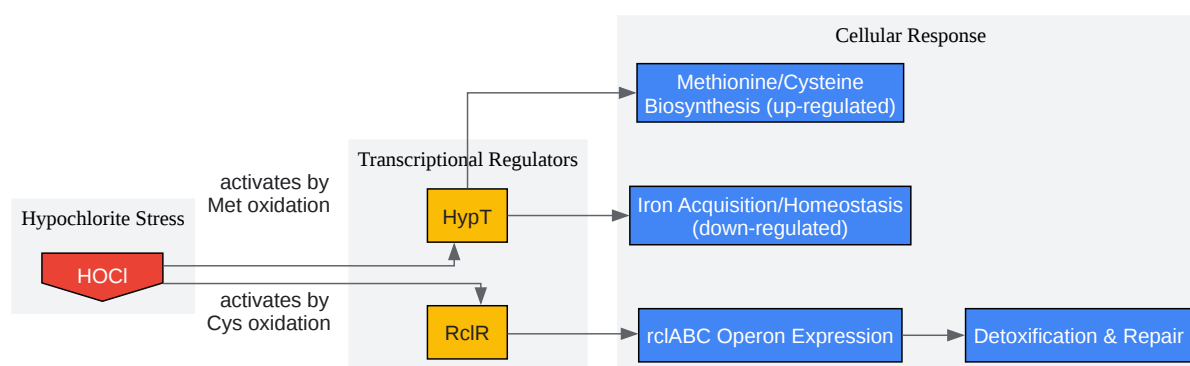 Cellular Response
Methionine/Cysteine
Biosynthesis (up-regulated)
Transcriptional Regulators
activates by
Met oxidation
HypT
Iron Acquisition/Homeostasis
(down-regulated)
Hypochlorite Stress
HOCl
activates by
Cys oxidation
RclR
rclABC Operon Expression
Detoxification & Repair